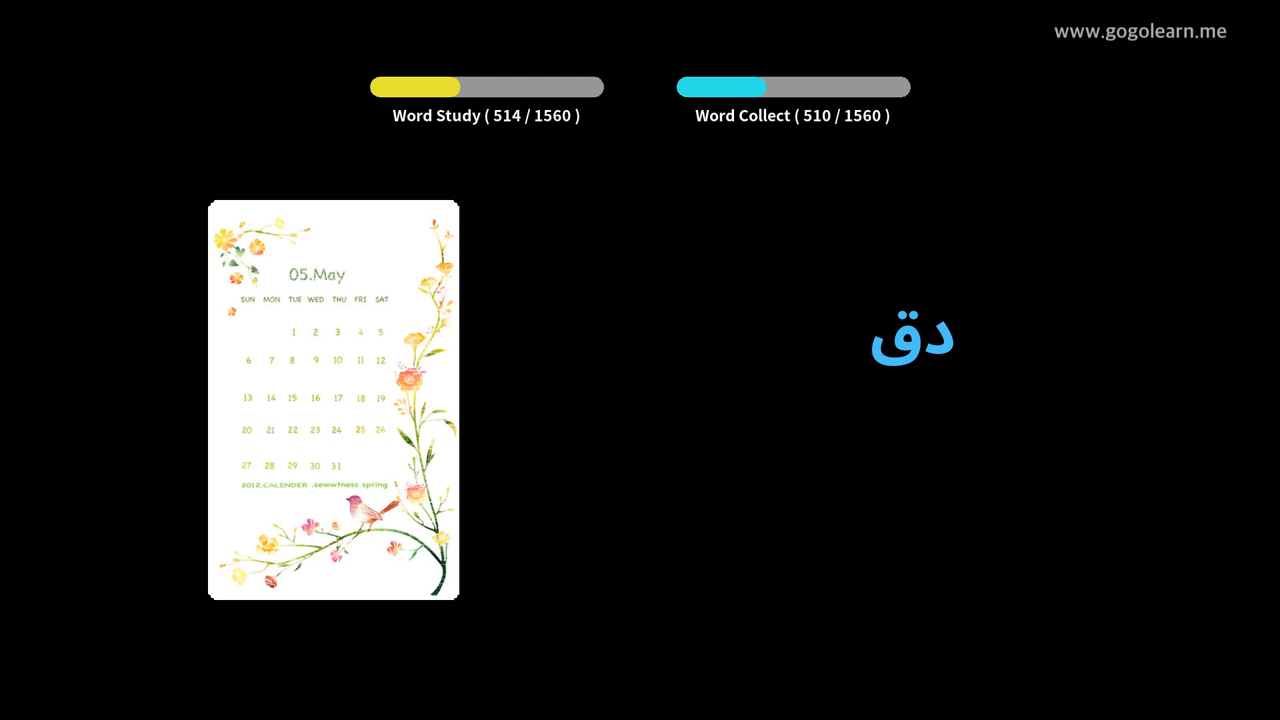 www.gogolearn.me
Word Study ( 514 / 1560 )
Word Collect ( 510 / 1560 )
05.May
SUN MON TUE WED THU FRI SAT
1 2 3 4 5
6 7 8 9 10 11 12
13 14 15 16 17 18 19
20 21 22 23 24 25 26
27 28 29 30 31
2012.CALENDER .sewwtness spring
دق